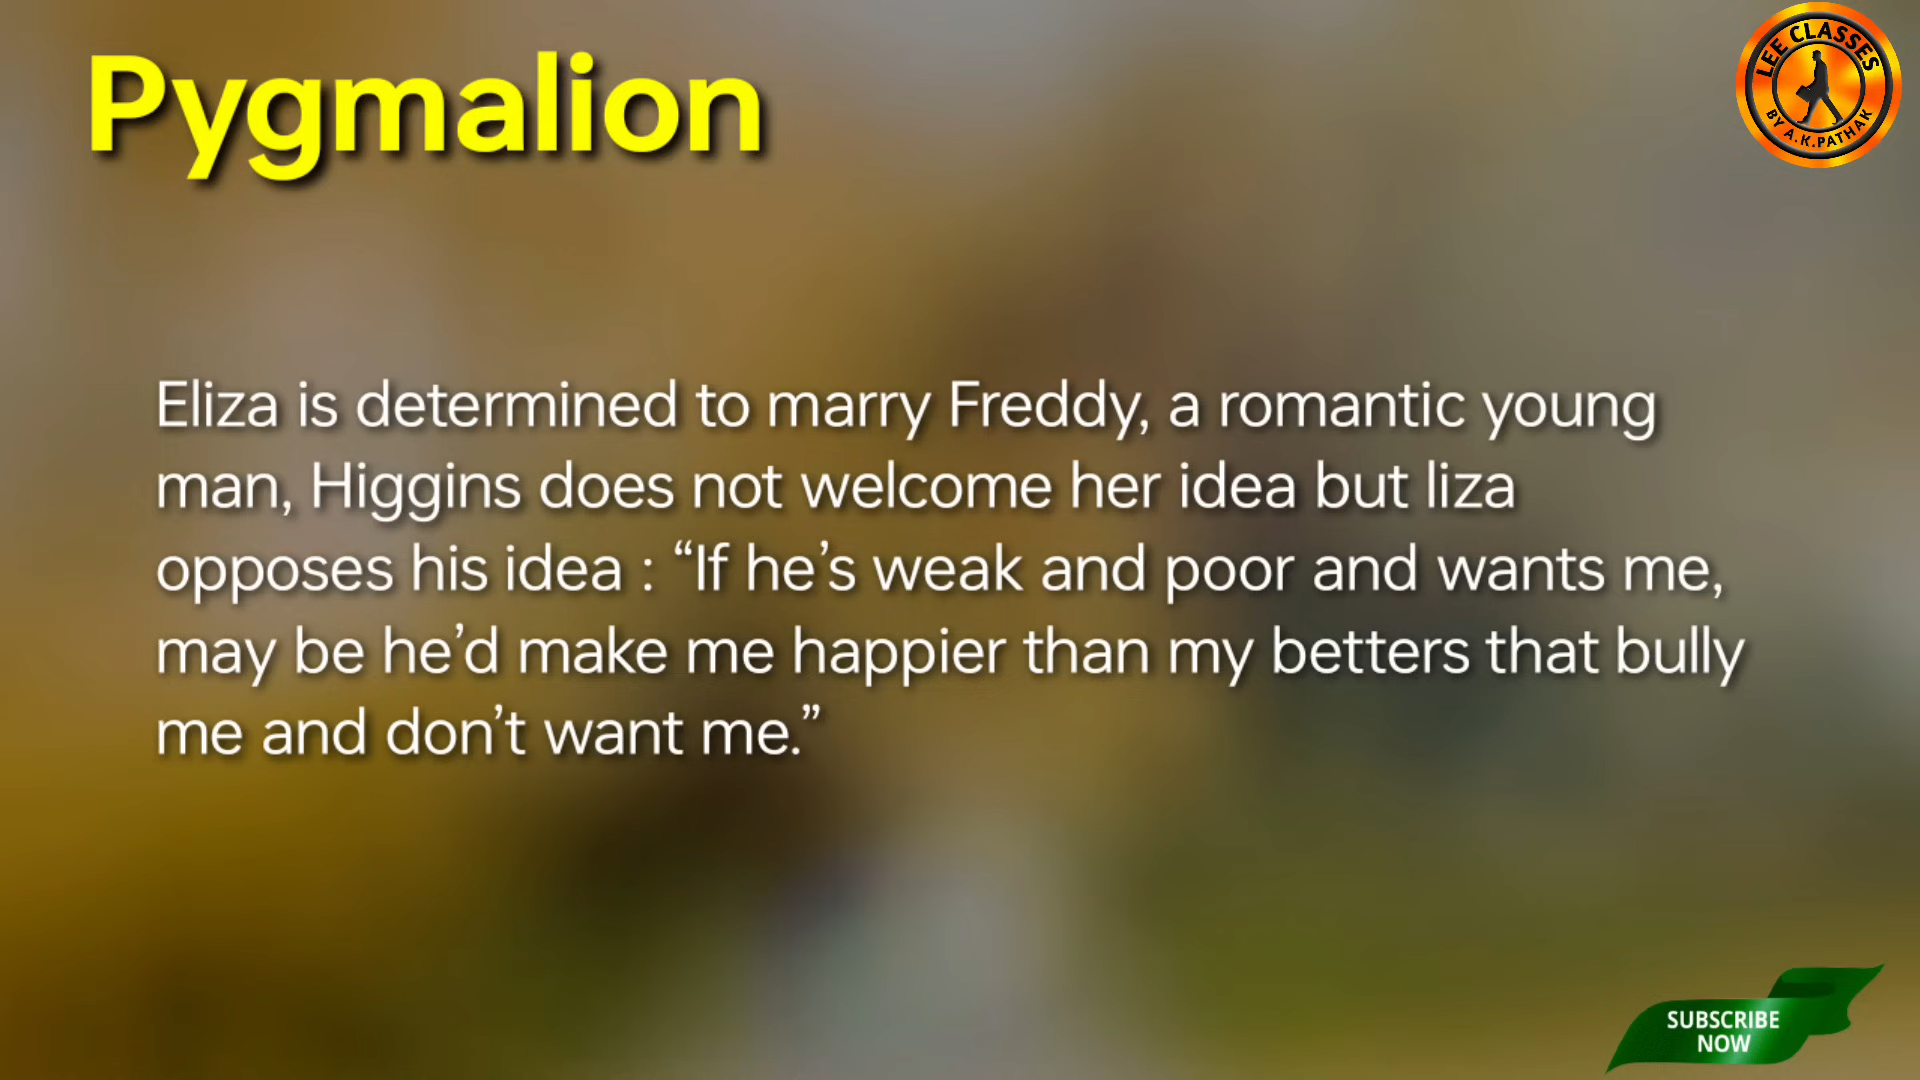 Pygmalion
LEE CLASSES
BY A.K.PATHAK
Eliza is determined to marry Freddy, a romantic young
man, Higgins does not welcome her idea but liza
opposes his idea : “If he’s weak and poor and wants me,
may be he’d make me happier than my betters that bully
me and don’t want me.”
SUBSCRIBE
NOW